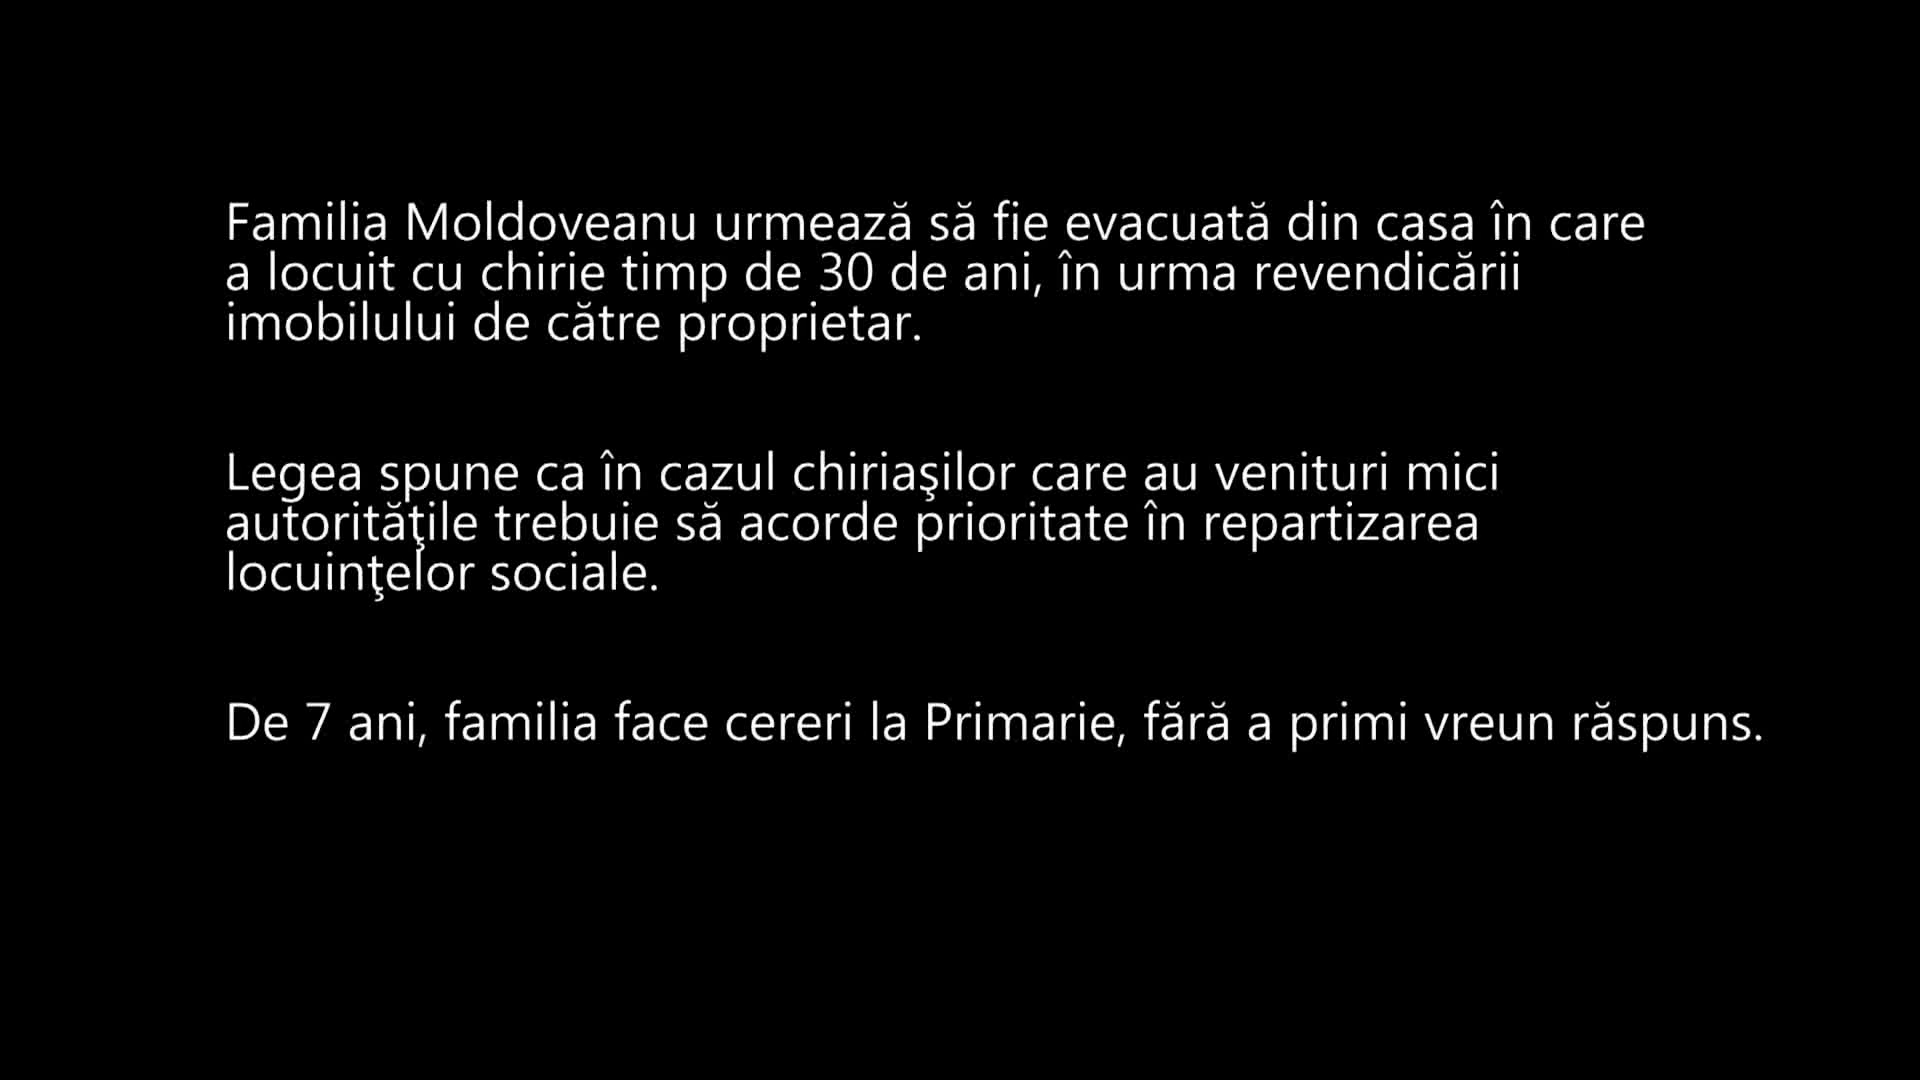 Familia Moldoveanu urmează să fie evacuată din casa în care
a locuit cu chirie timp de 30 de ani, în urma revendicării
imobilului de către proprietar.
Legea spune ca în cazul chiriaşilor care au venituri mici
autorităţile trebuie să acorde prioritate în repartizarea
locuinţelor sociale.
De 7 ani, familia face cereri la Primarie, fără a primi vreun răspuns.